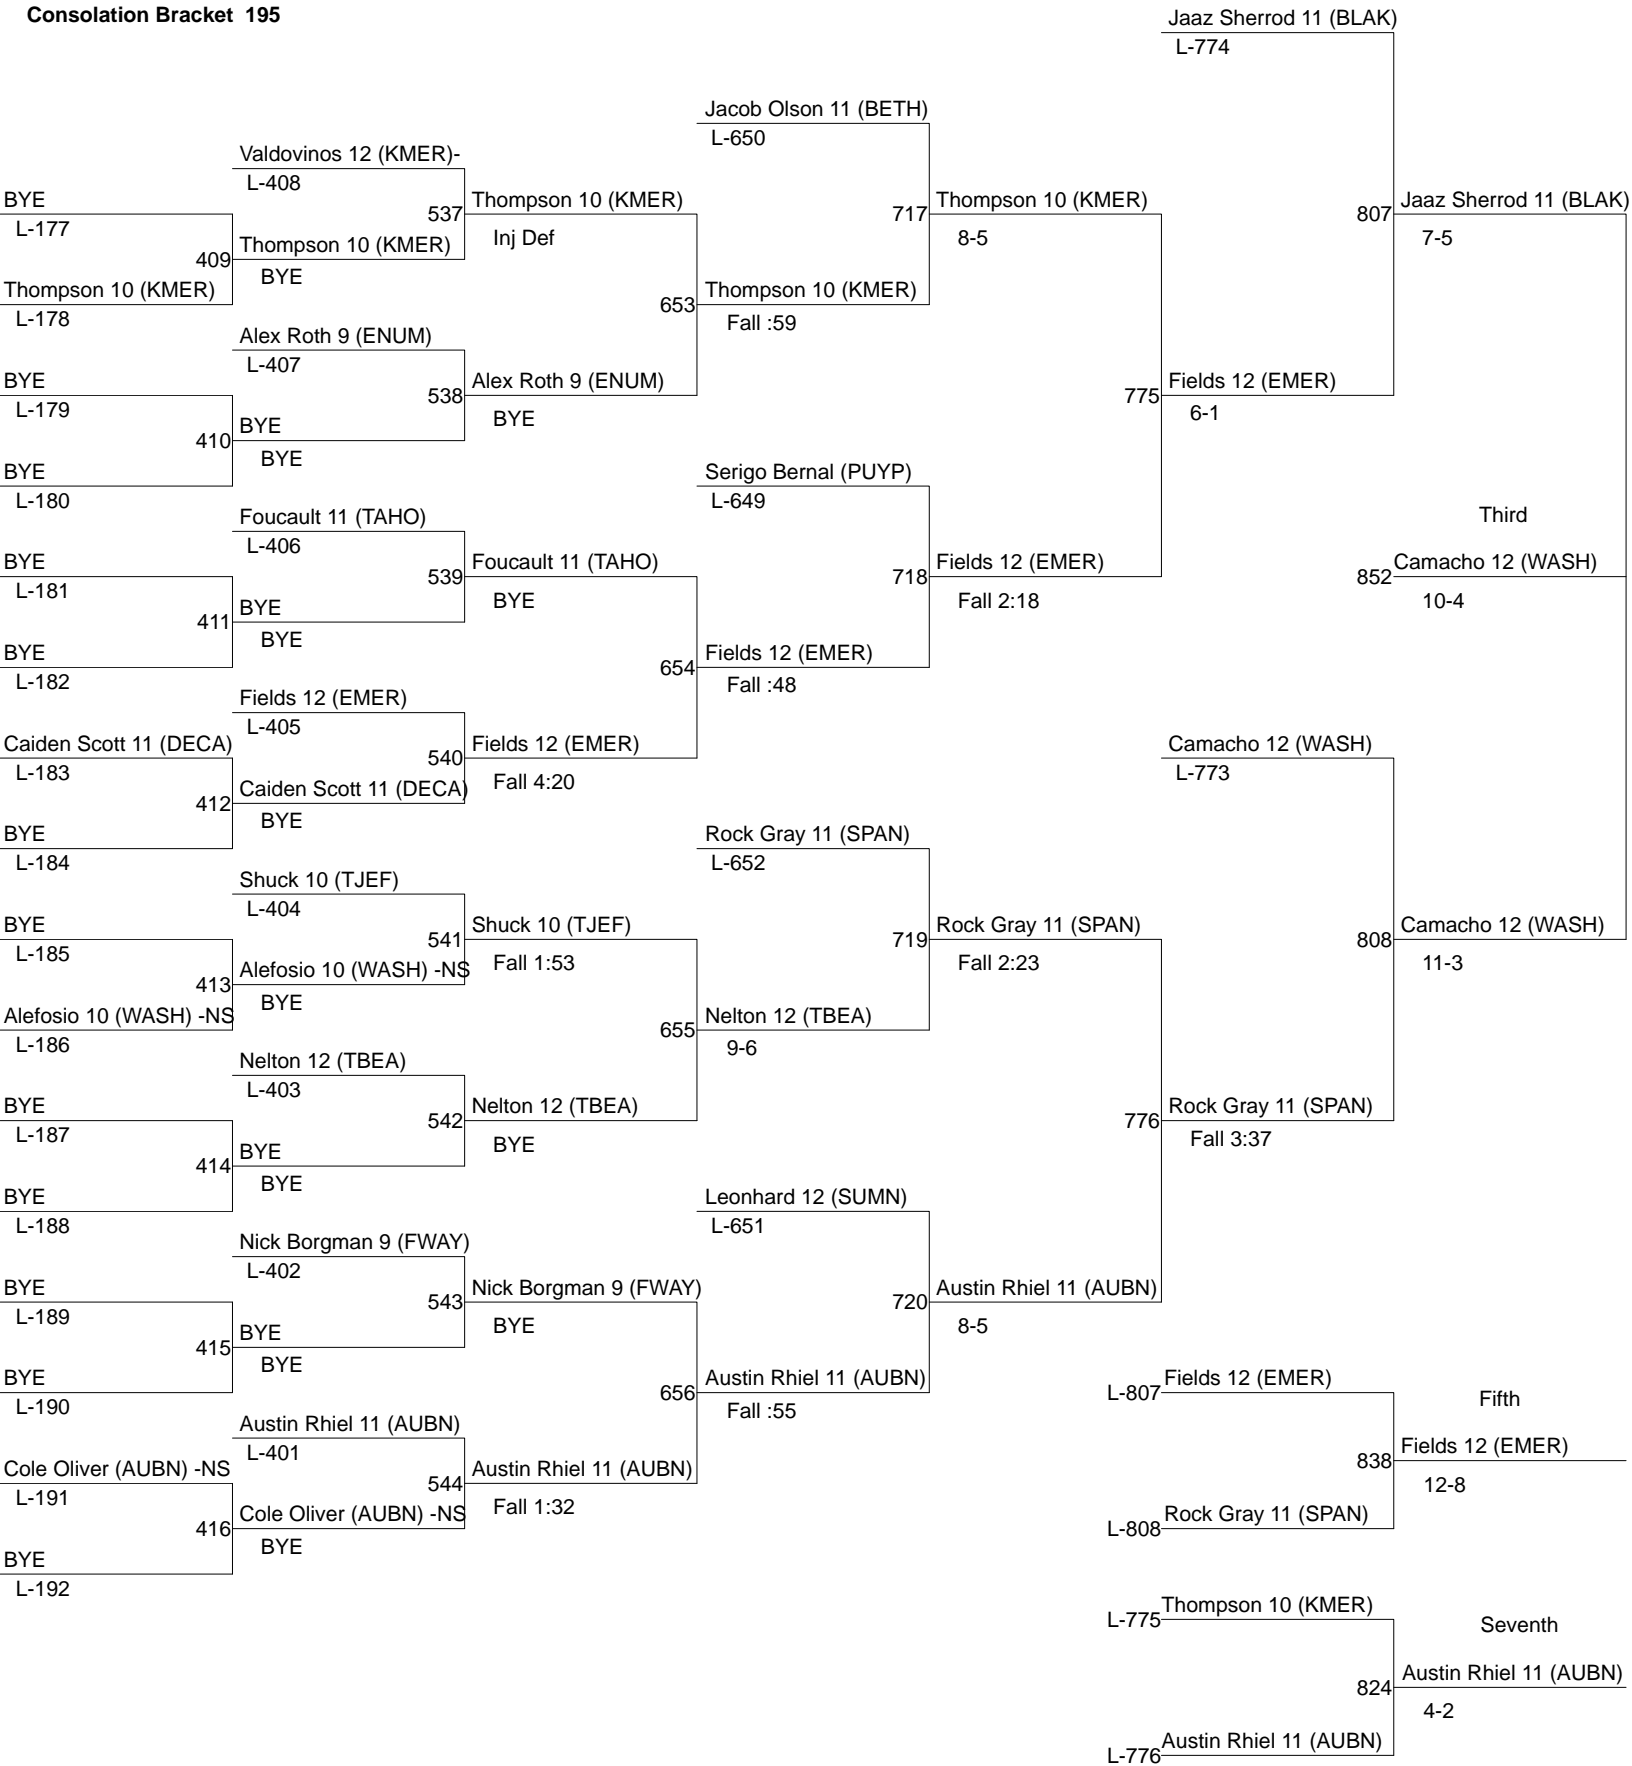 Consolation Bracket 195
BYE
L-177
409
Thompson 10 (KMER)
L-178
BYE
L-179
410
BYE
L-180
BYE
L-181
411
BYE
L-182
Caiden Scott 11 (DECA)
L-183
412
BYE
L-184
BYE
L-185
413
Alefosio 10 (WASH) -NS
L-186
BYE
L-187
414
BYE
L-188
BYE
L-189
415
BYE
L-190
Cole Oliver (AUBN) -NS
L-191
416
BYE
L-192
Valdovinos 12 (KMER)-
L-408
537
Thompson 10 (KMER)
BYE
Alex Roth 9 (ENUM)
L-407
538
BYE
BYE
Foucault 11 (TAHO)
L-406
539
BYE
BYE
Fields 12 (EMER)
L-405
540
Caiden Scott 11 (DECA)
BYE
Shuck 10 (TJEF)
L-404
541
Alefosio 10 (WASH) -NS
BYE
Nelton 12 (TBEA)
L-403
542
BYE
BYE
Nick Borgman 9 (FWAY)
L-402
543
BYE
BYE
Austin Rhiel 11 (AUBN)
L-401
544
Cole Oliver (AUBN) -NS
BYE
Thompson 10 (KMER)
Inj Def
653
Alex Roth 9 (ENUM)
BYE
Foucault 11 (TAHO)
BYE
654
Fields 12 (EMER)
Fall 4:20
Shuck 10 (TJEF)
Fall 1:53
655
Nelton 12 (TBEA)
BYE
Nick Borgman 9 (FWAY)
BYE
656
Austin Rhiel 11 (AUBN)
Fall 1:32
Jacob Olson 11 (BETH)
L-650
717
Thompson 10 (KMER)
Fall :59
Serigo Bernal (PUYP)
L-649
718
Fields 12 (EMER)
Fall :48
Rock Gray 11 (SPAN)
L-652
719
Nelton 12 (TBEA)
9-6
Leonhard 12 (SUMN)
L-651
720
Austin Rhiel 11 (AUBN)
Fall :55
Thompson 10 (KMER)
8-5
775
Fields 12 (EMER)
Fall 2:18
Rock Gray 11 (SPAN)
Fall 2:23
776
Austin Rhiel 11 (AUBN)
8-5
Jaaz Sherrod 11 (BLAK)
L-774
807
Fields 12 (EMER)
6-1
Camacho 12 (WASH)
L-773
808
Rock Gray 11 (SPAN)
Fall 3:37
Jaaz Sherrod 11 (BLAK)
7-5
Third
852
Camacho 12 (WASH)
10-4
Camacho 12 (WASH)
11-3
L-807
Fields 12 (EMER)
Fifth
838
Fields 12 (EMER)
12-8
L-808
Rock Gray 11 (SPAN)
L-775
Thompson 10 (KMER)
Seventh
824
Austin Rhiel 11 (AUBN)
4-2
L-776
Austin Rhiel 11 (AUBN)